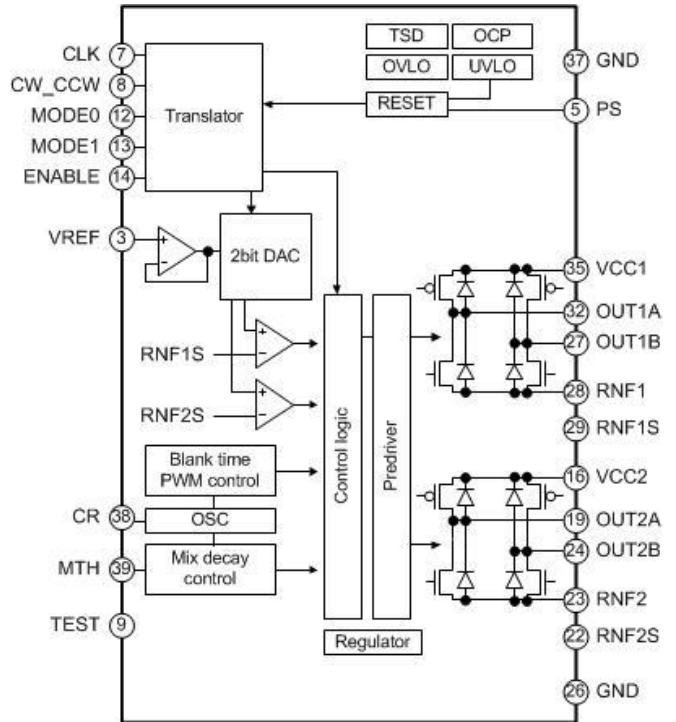 CLK 7
CW_CCW 8
MODE0 12
MODE1 13
ENABLE 14
VREF 3
CR 38
MTH 39
TEST 9
Translator
TSD
OCP
OVLO
UVLO
RESET
2bit DAC
RNF1S
RNF2S
Blank time
PWM control
OSC
Mix decay
control
Control logic
Predriver
Regulator
37 GND
5 PS
35 VCC1
32 OUT1A
27 OUT1B
28 RNF1
29 RNF1S
16 VCC2
19 OUT2A
24 OUT2B
23 RNF2
22 RNF2S
26 GND